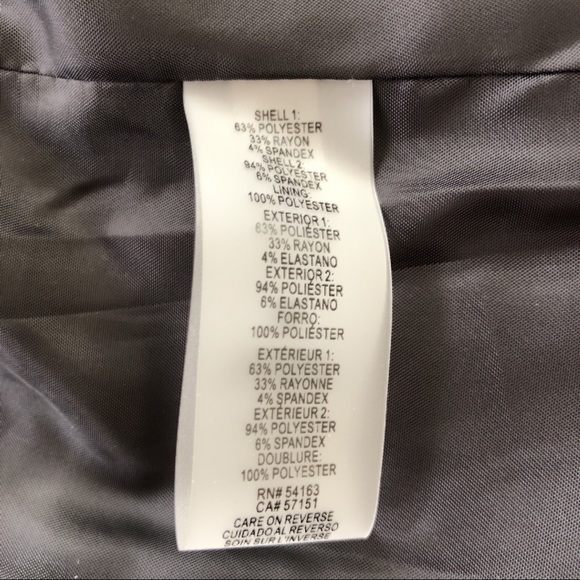 SHELL 1:
63% POLYESTER
33% RAYON
4% SPANDEX
SHELL 2:
94% POLYESTER
6% SPANDEX
LINING:
100% POLYESTER
EXTERIOR 1:
63% POLIÉSTER
33% RAYON
4% ELASTANO
EXTERIOR 2:
94% POLIÉSTER
6% ELASTANO
FORRO:
100% POLIÉSTER
EXTÉRIEUR 1:
63% POLYESTER
33% RAYONNE
4% SPANDEX
EXTÉRIEUR 2:
94% POLYESTER
6% SPANDEX
DOUBLURE:
100% POLYESTER
RN# 54163
CA# 57151
CARE ON REVERSE
CUIDADO AL REVERSO
SOIN SUR L'INVERSE